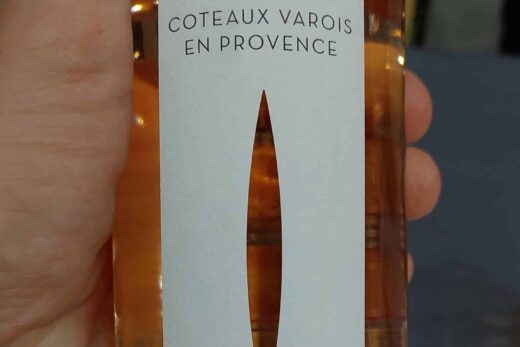 COTEAUX VAROIS
EN PROVENCE